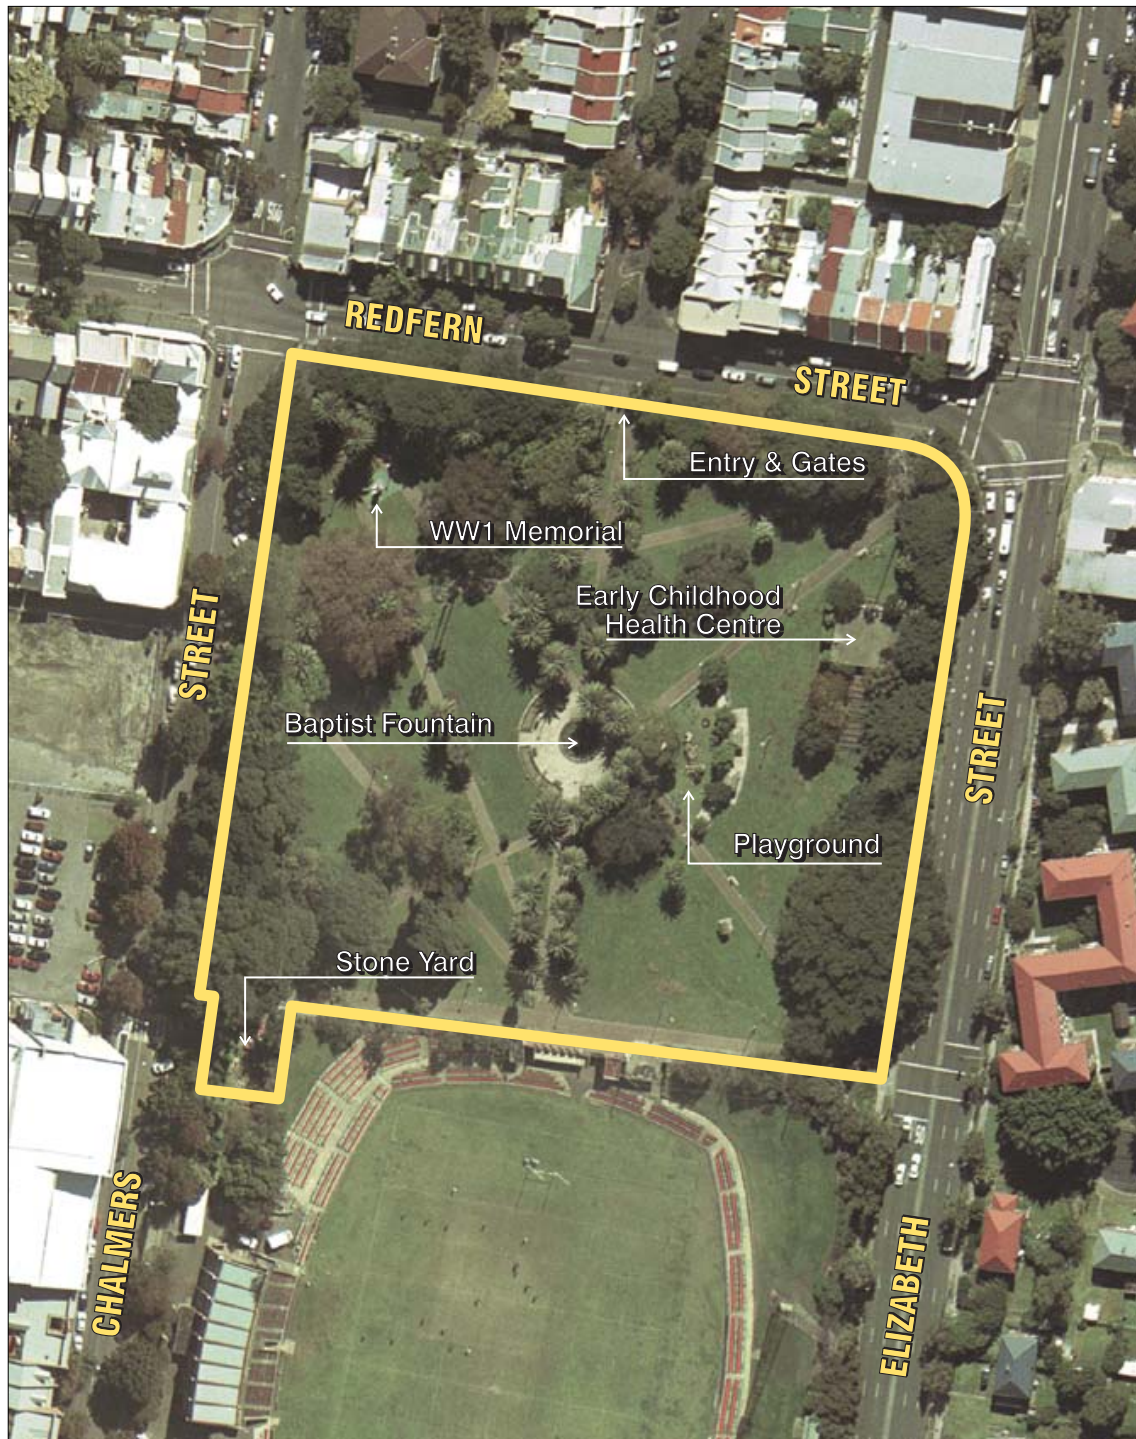 REDFERN
STREET
Entry & Gates
WW1 Memorial
Early Childhood
Health Centre
STREET
Baptist Fountain
STREET
Playground
Stone Yard
CHALMERS
ELIZABETH